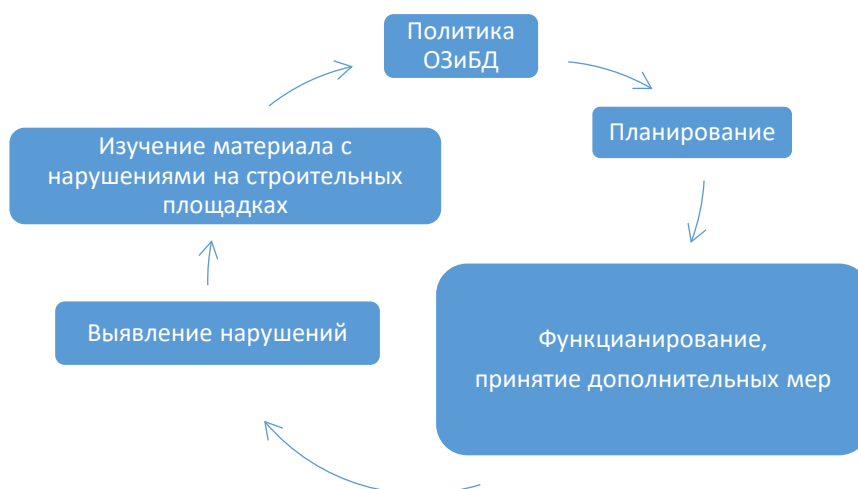 Политика
ОЗиБД
Планирование
Функцианирование,
принятие дополнительных мер
Выявление нарушений
Изучение материала с
нарушениями на строительных
площадках